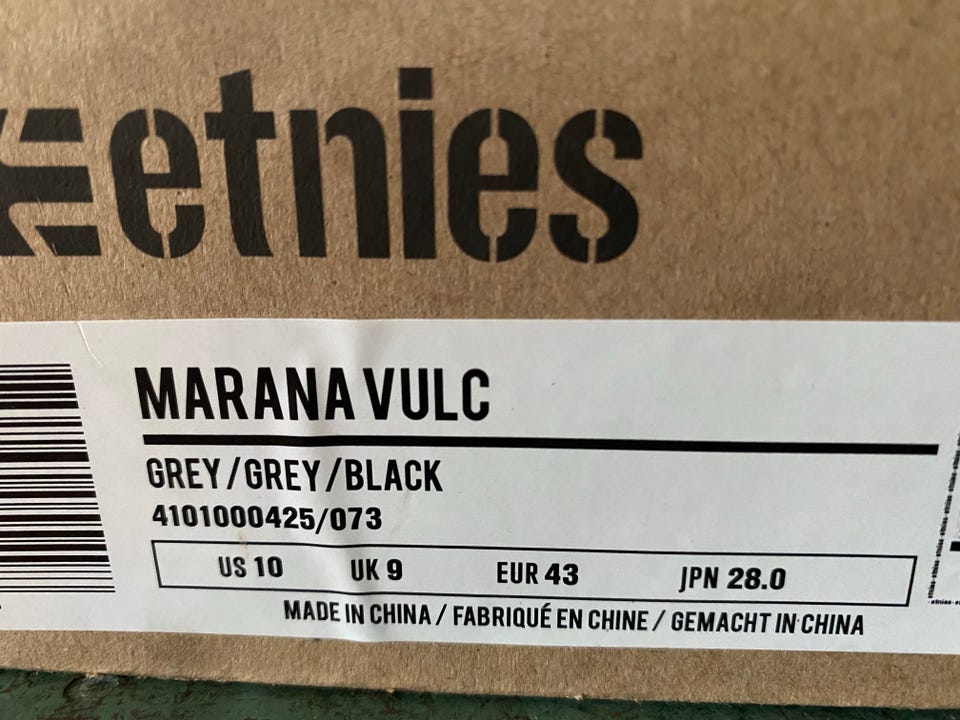 etnies
MARANA VULC
GREY/GREY/BLACK
4101000425/073
US 10 UK 9 EUR 43 JPN 28.0
MADE IN CHINA / FABRIQUÉ EN CHINE / GEMACHT IN CHINA